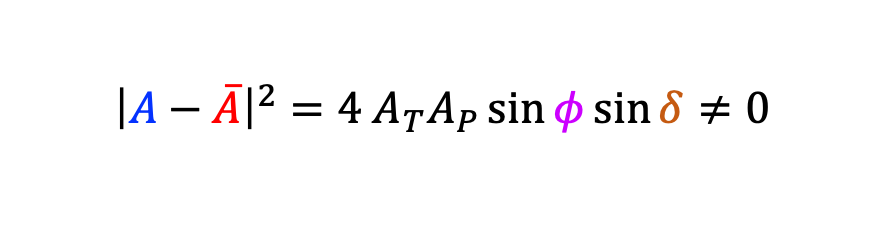 |A − Ā|² = 4 A_T A_P sin ϕ sin δ ≠ 0